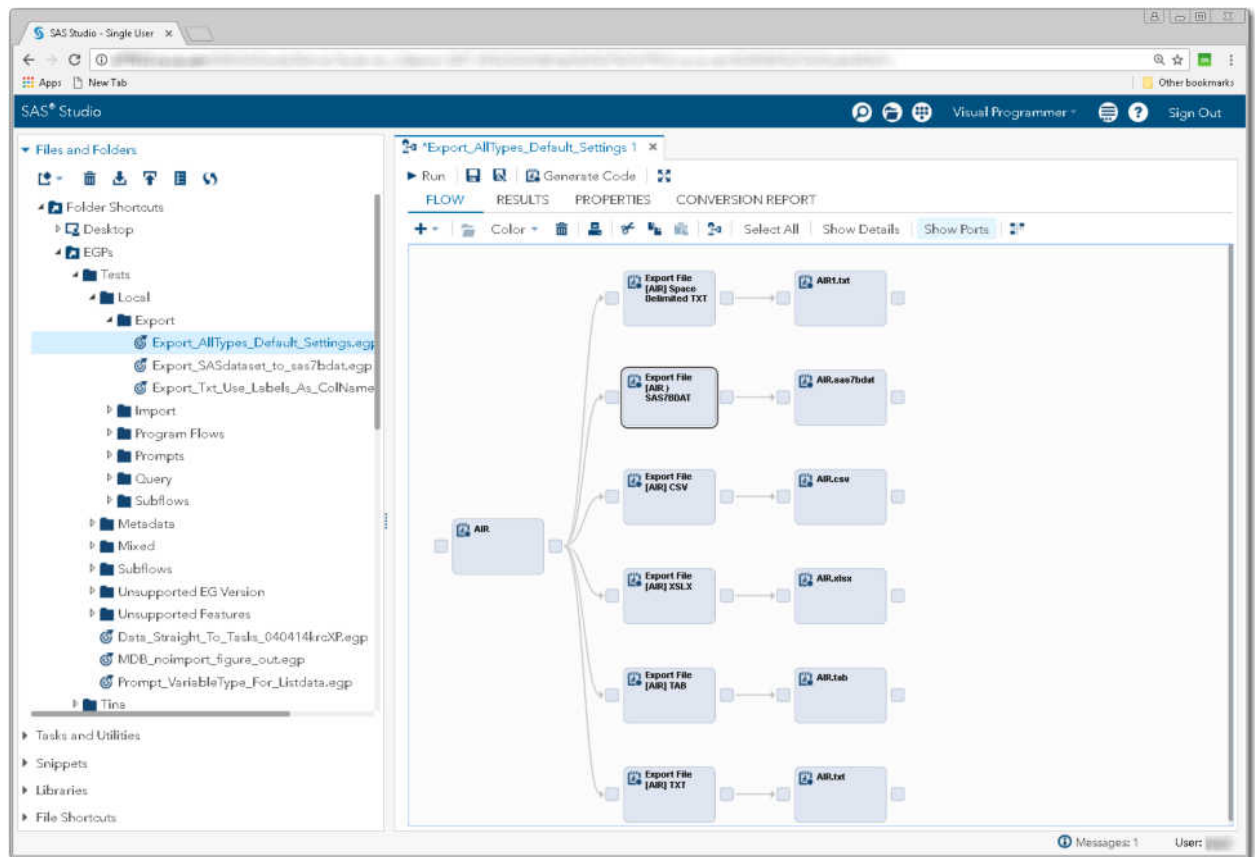 SAS Studio - Single User
Apps New Tab
Other bookmarks
SAS® Studio
Visual Programmer
Sign Out
Files and Folders
Folder Shortcuts
Desktop
EGPs
Tests
Local
Export
Export_AllTypes_Default_Settings.egp
Export_SASdataset_to_sas7bdat.egp
Export_Txt_Use_Labels_As_ColName
Import
Program Flows
Prompts
Query
Subflows
Metadata
Mixed
Subflows
Unsupported EG Version
Unsupported Features
Data_Straight_To_Tasks_040414krcXP.egp
MDB_noimport_figure_out.egp
Prompt_VariableType_For_Listdata.egp
Tina
Tasks and Utilities
Snippets
Libraries
File Shortcuts
*Export_AllTypes_Default_Settings 1
Run Generate Code
FLOW RESULTS PROPERTIES CONVERSION REPORT
Color Select All Show Details Show Ports
Export File
[AIR] Space
Delimited TXT
AIR1.txt
Export File
[AIR )
SAS7BDAT
AIR.sas7bdat
Export File
[AIR] CSV
AIR.csv
AIR
Export File
[AIR] XSLX
AIR.xlsx
Export File
[AIR] TAB
AIR.tab
Export File
[AIR] TXT
AIR.txt
Messages: 1 User: